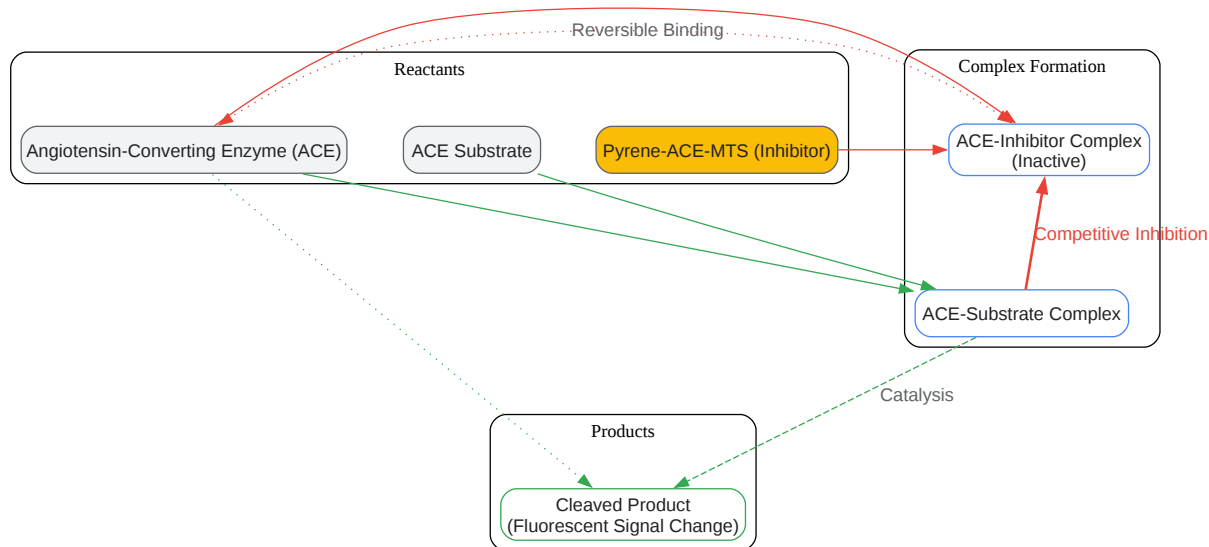 Reversible Binding
Reactants
Complex Formation
Angiotensin-Converting Enzyme (ACE)
ACE Substrate
Pyrene-ACE-MTS (Inhibitor)
ACE-Inhibitor Complex
(Inactive)
Competitive Inhibition
ACE-Substrate Complex
Catalysis
Products
Cleaved Product
(Fluorescent Signal Change)